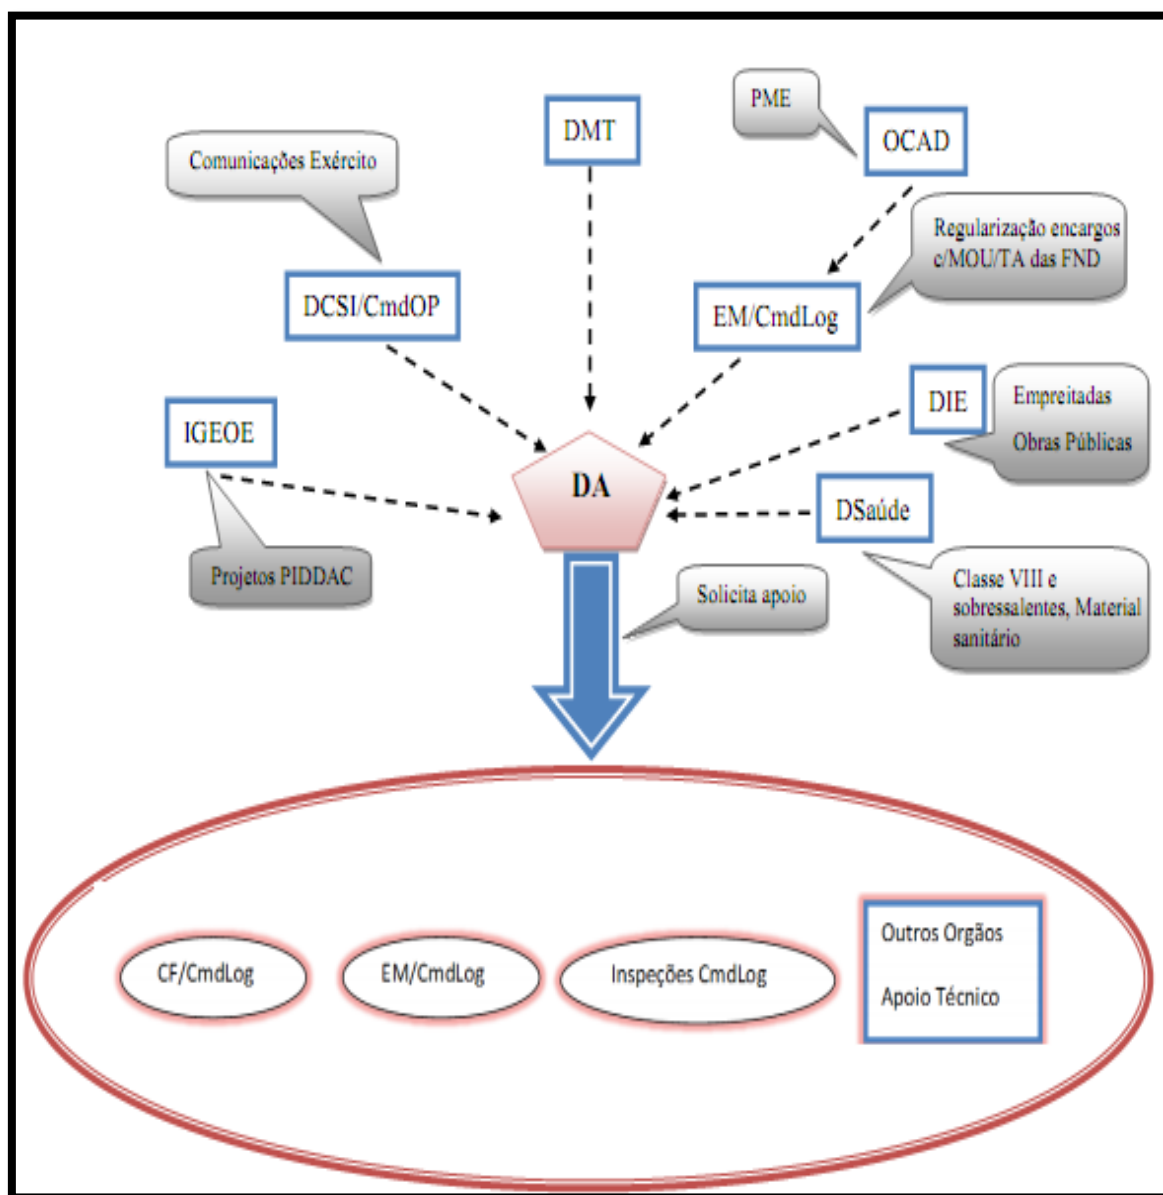 PME
DMT
OCAD
Comunicações Exército
Regularização encargos
c/MOU/TA das FND
DCSI/CmdOP
EM/CmdLog
DIE
Empreitadas
Obras Públicas
IGEOE
DA
DSaúde
Projetos PIDDAC
Solicita apoio
Classe VIII e
sobressalentes, Material
sanitário
CF/CmdLog
EM/CmdLog
Inspeções CmdLog
Outros Orgãos
Apoio Técnico